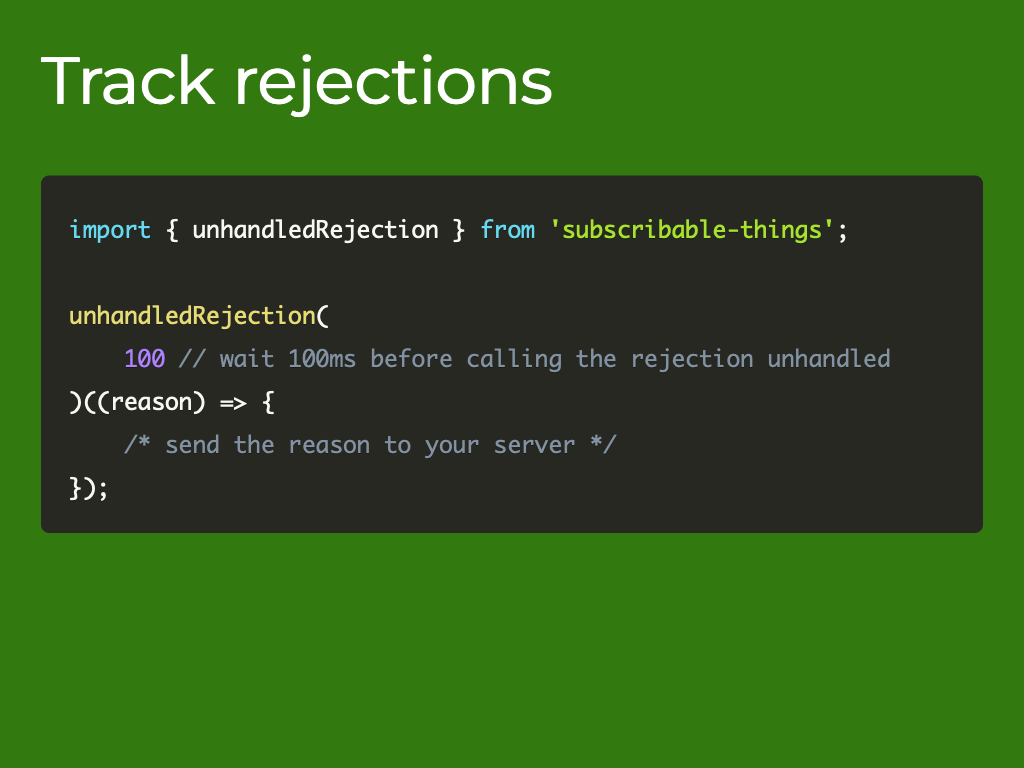 Track rejections
import { unhandledRejection } from 'subscribable-things';
unhandledRejection(
    100 // wait 100ms before calling the rejection unhandled
)((reason) => {
    /* send the reason to your server */
});